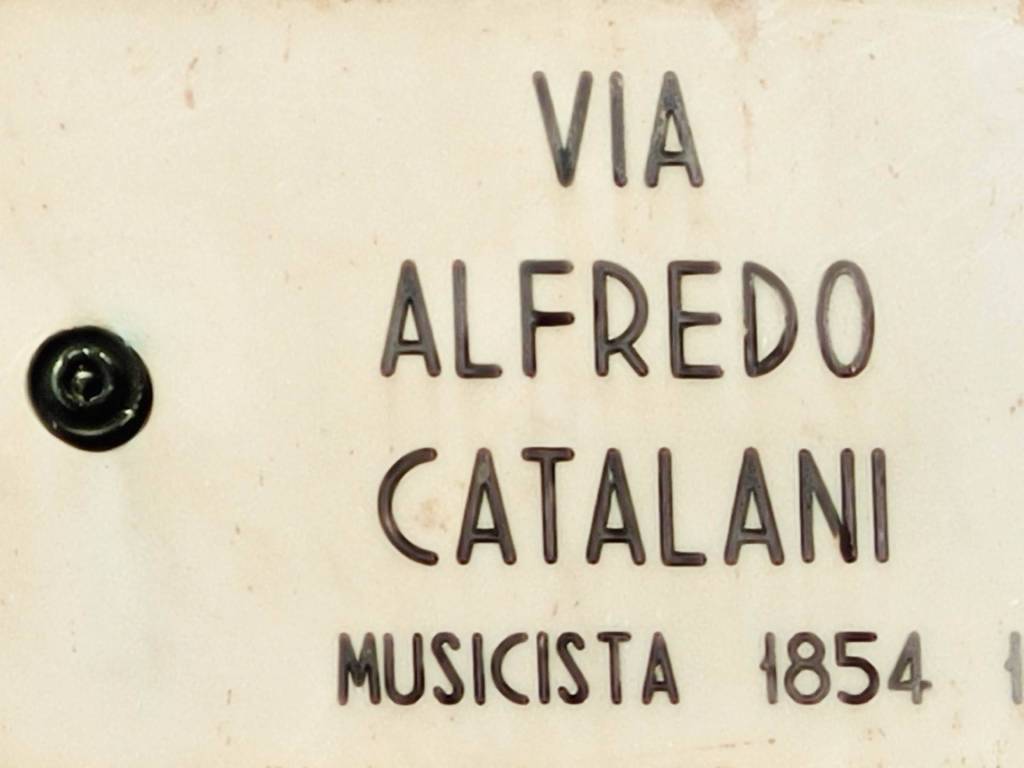 VIA
ALFREDO
CATALANI
MUSICISTA 1854